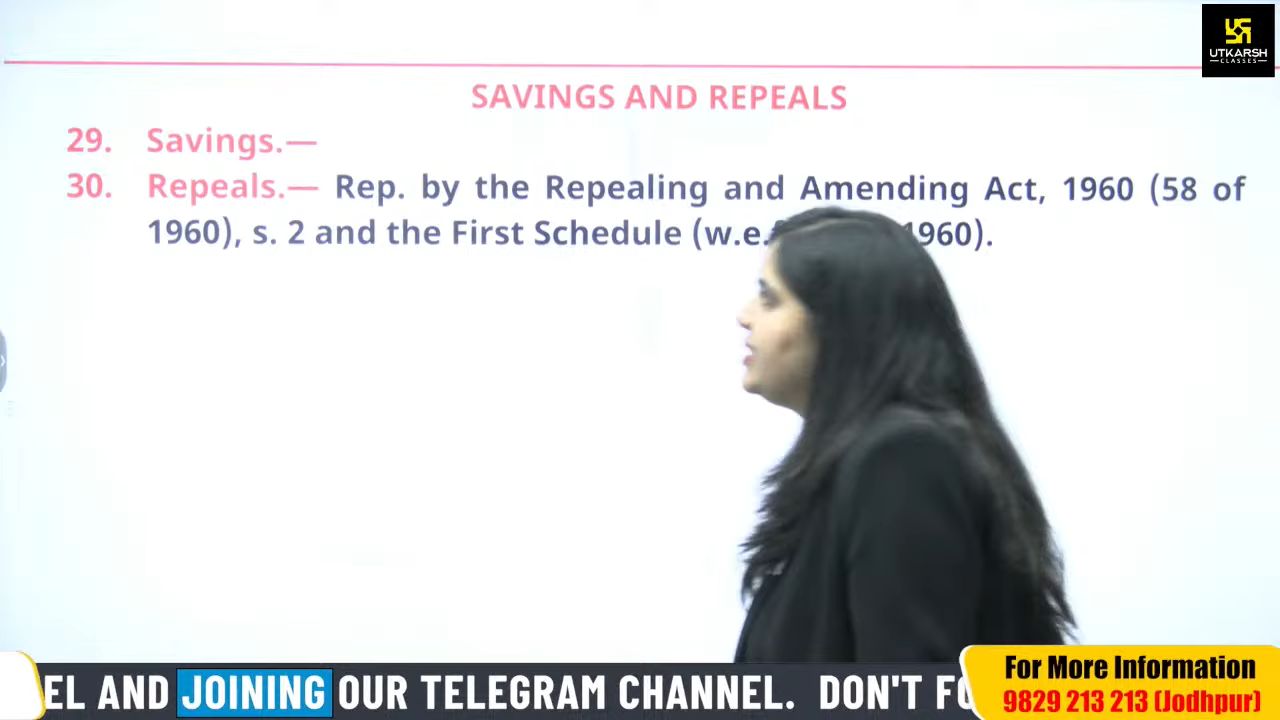 UTKARSH
CLASSES
SAVINGS AND REPEALS
29. Savings.—
30. Repeals.— Rep. by the Repealing and Amending Act, 1960 (58 of
1960), s. 2 and the First Schedule (w.e. 1960).
AND JOINING OUR TELEGRAM CHANNEL. DON'T
For More Information
9829 213 213 (Jodhpur)